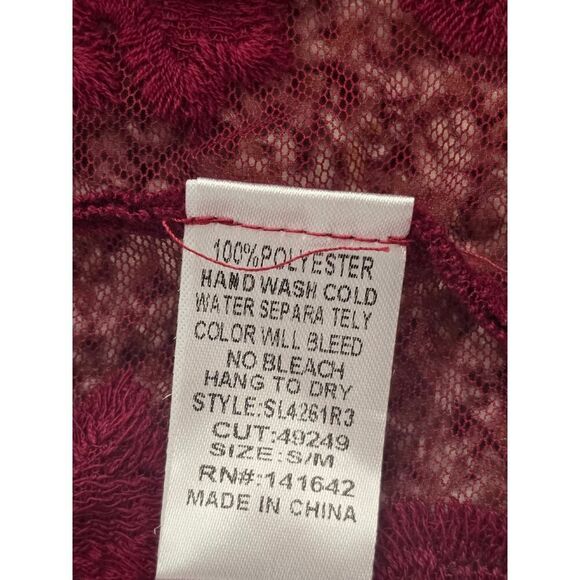 100%POLYESTER
HAND WASH COLD
WATER SEPARA TELY
COLOR WILL BLEED
NO BLEACH
HANG TO DRY
STYLE:SL4261R3
CUT:49249
SIZE:S/M
RN#:141642
MADE IN CHINA